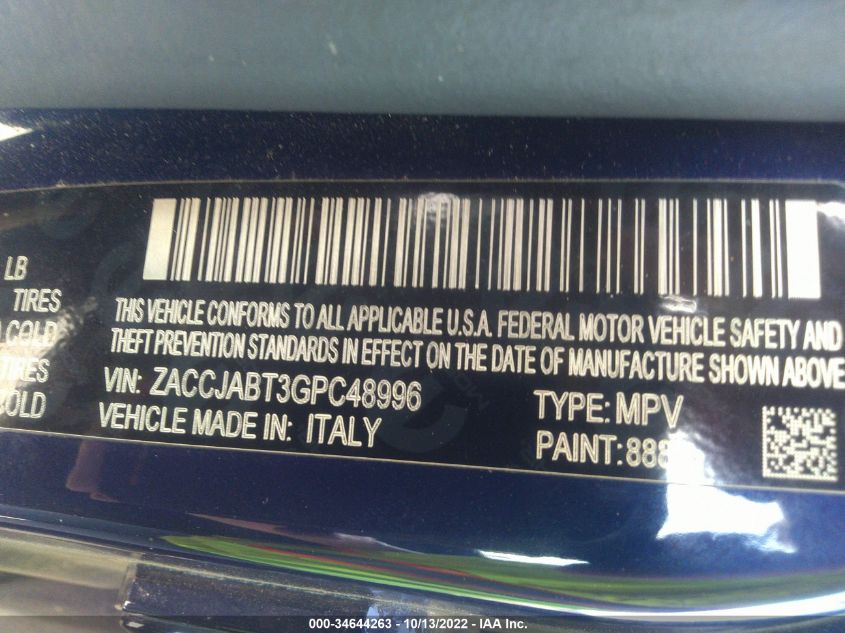 LB
TIRES
COLD
TIRES
COLD
THIS VEHICLE CONFORMS TO ALL APPLICABLE U.S.A. FEDERAL MOTOR VEHICLE SAFETY AND
THEFT PREVENTION STANDARDS IN EFFECT ON THE DATE OF MANUFACTURE SHOWN ABOVE
VIN: ZACCJABT3GPC48996
VEHICLE MADE IN: ITALY
TYPE: MPV
PAINT: 888
000-34644263 - 10/13/2022 - IAA Inc.